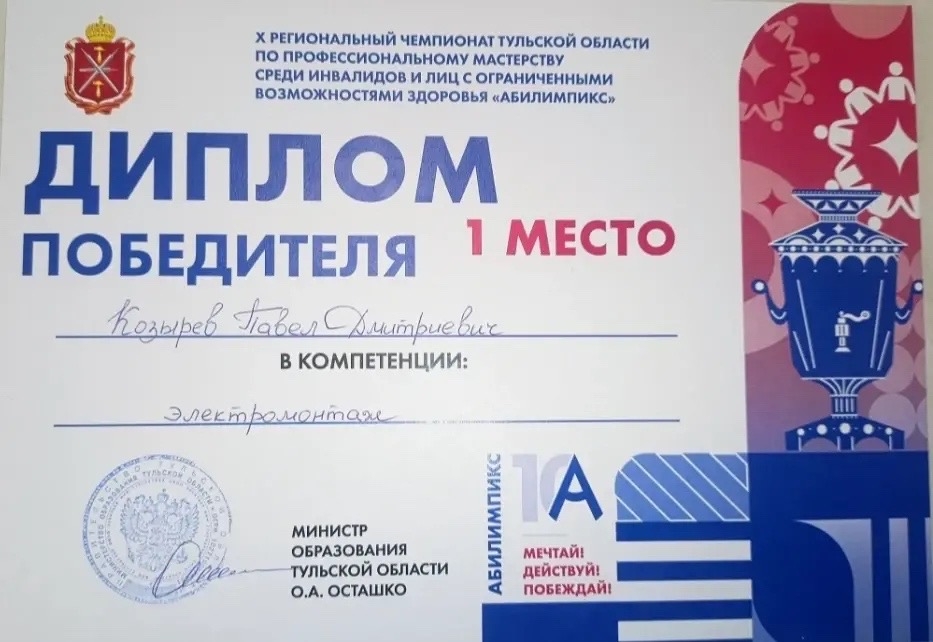 X РЕГИОНАЛЬНЫЙ ЧЕМПИОНАТ ТУЛЬСКОЙ ОБЛАСТИ
ПО ПРОФЕССИОНАЛЬНОМУ МАСТЕРСТВУ
СРЕДИ ИНВАЛИДОВ И ЛИЦ С ОГРАНИЧЕННЫМИ
ВОЗМОЖНОСТЯМИ ЗДОРОВЬЯ «АБИЛИМПИКС»
ДИПЛОМ
ПОБЕДИТЕЛЯ
1 МЕСТО
Козырев Павел Дмитриевич
В КОМПЕТЕНЦИИ:
электромонтаж
МИНИСТР
ОБРАЗОВАНИЯ
ТУЛЬСКОЙ ОБЛАСТИ
О.А. ОСТАШКО
АБИЛИМПИКС
10 А
МЕЧТАЙ!
ДЕЙСТВУЙ!
ПОБЕЖДАЙ!